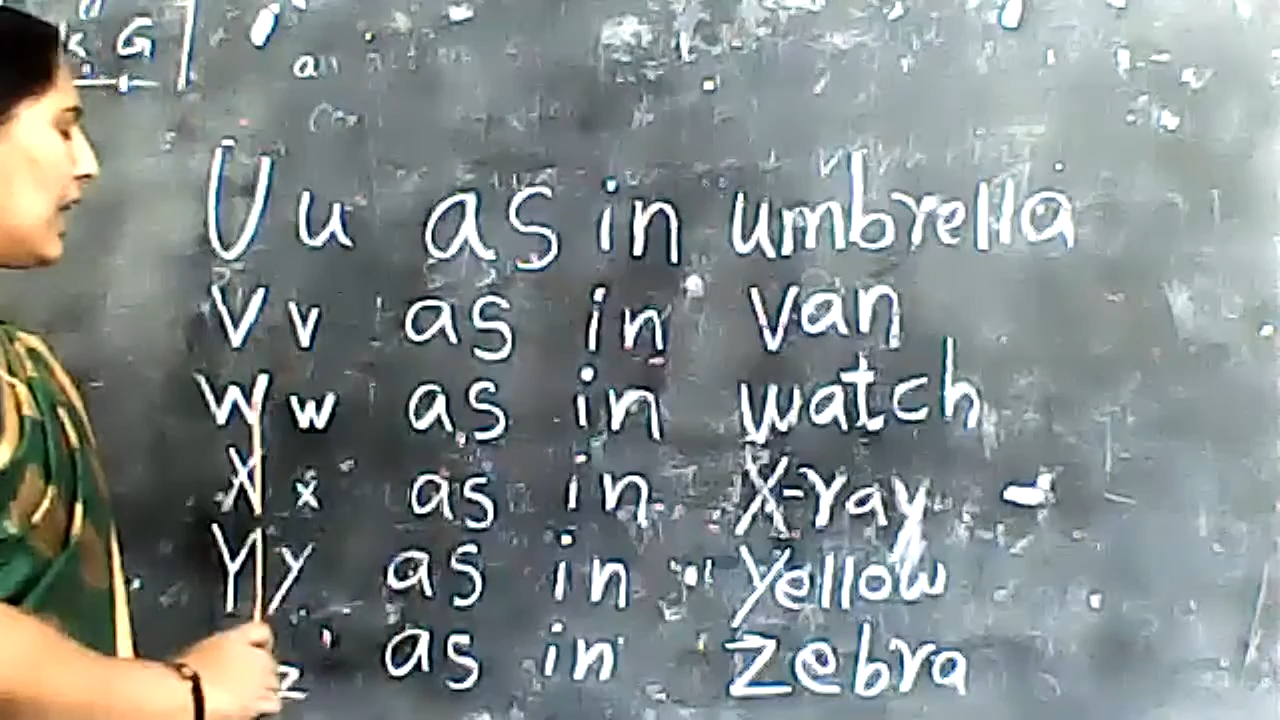 G
Uu as in umbrella
Vv as in van
Ww as in watch
Xx as in X-ray
Yy as in Yellow
z as in zebra